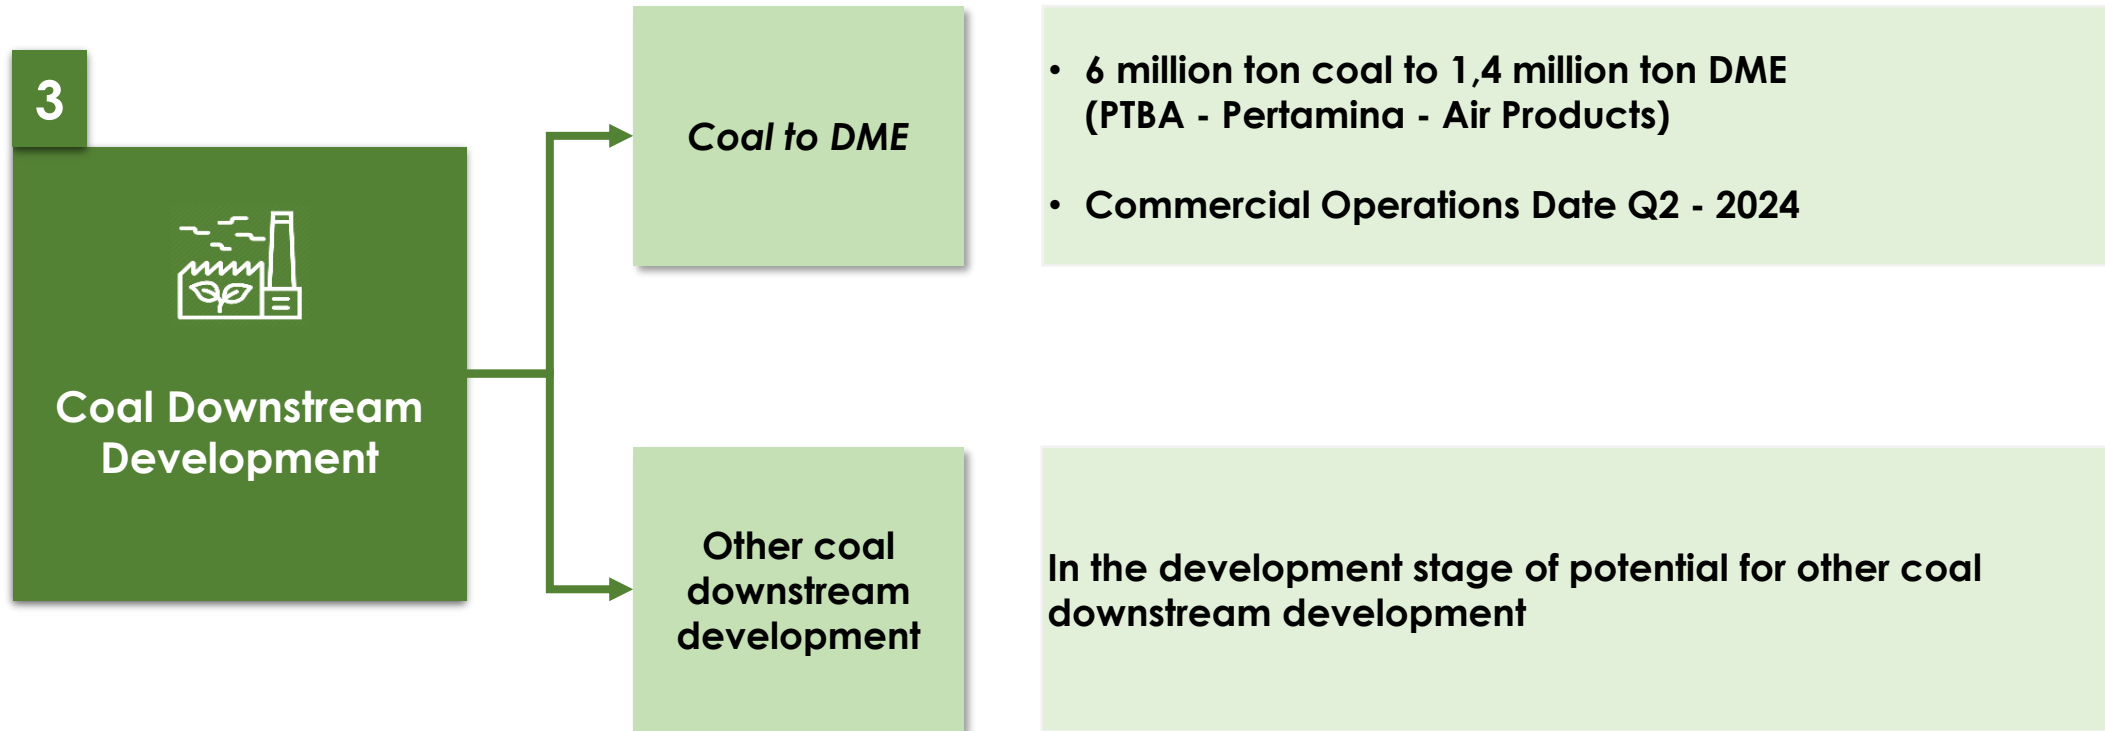 3
Coal Downstream
Development
Coal to DME
• 6 million ton coal to 1,4 million ton DME
(PTBA - Pertamina - Air Products)
• Commercial Operations Date Q2 - 2024
Other coal
downstream
development
In the development stage of potential for other coal
downstream development